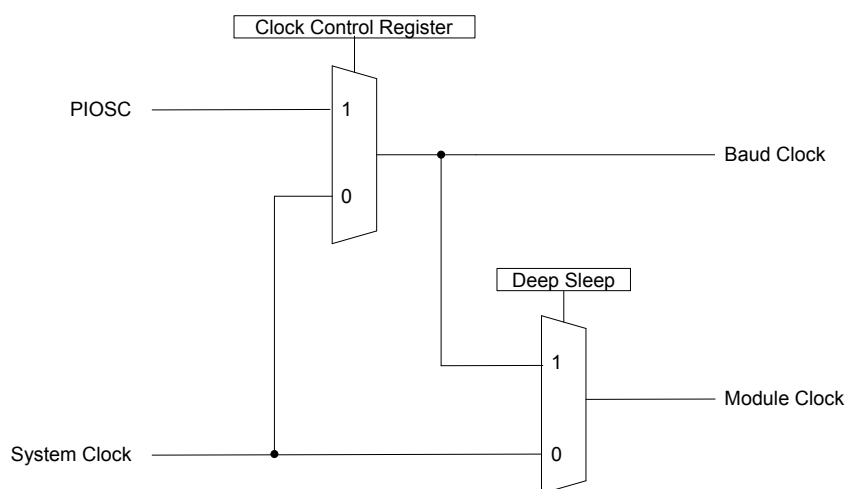 Clock Control Register
PIOSC
1
Baud Clock
0
Deep Sleep
1
Module Clock
System Clock
0